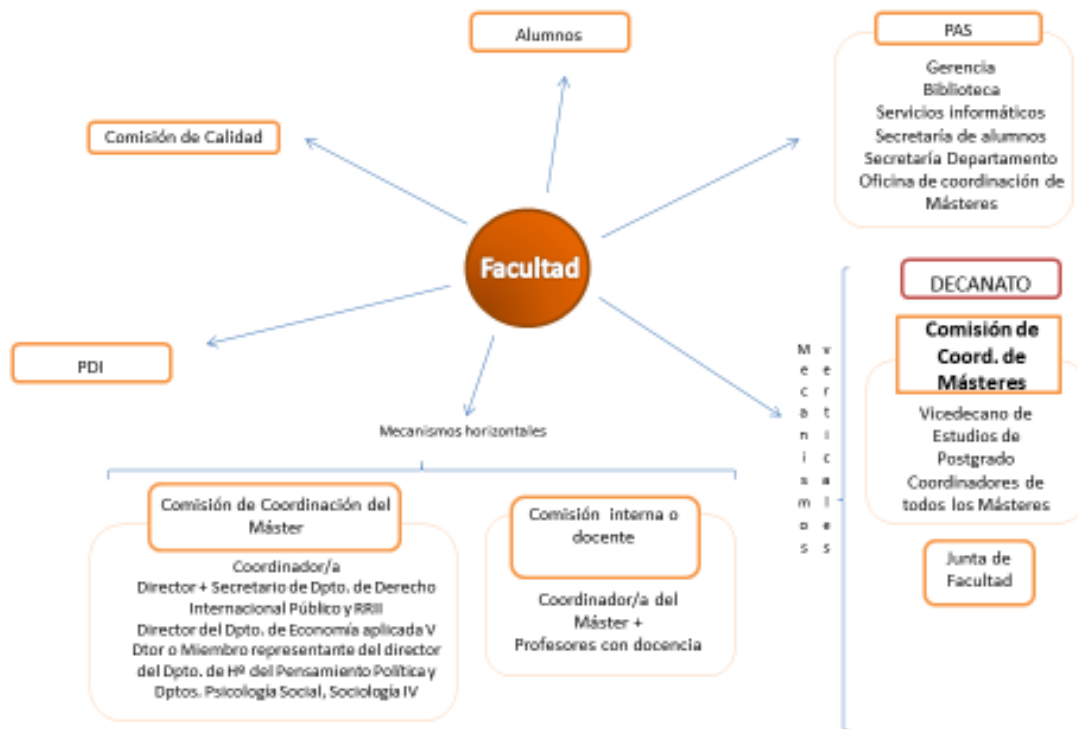 Alumnos
PAS
Gerencia
Biblioteca
Servicios informáticos
Secretaría de alumnos
Secretaría Departamento
Oficina de coordinación de
Másteres
Comisión de Calidad
Facultad
PDI
Mecanismos horizontales
Comisión de Coordinación del
Máster
Coordinador/a
Director + Secretario de Dpto. de Derecho
Internacional Público y RRII
Director del Dpto. de Economía aplicada V
Dtor o Miembro representante del director
del Dpto. de Hº del Pensamiento Política y
Dptos. Psicología Social, Sociología IV
Comisión interna o
docente
Coordinador/a del
Máster +
Profesores con docencia
Mecanismos
verticales
DECANATO
Comisión de
Coord. de
Másteres
Vicedecano de
Estudios de
Postgrado
Coordinadores de
todos los Másteres
Junta de
Facultad